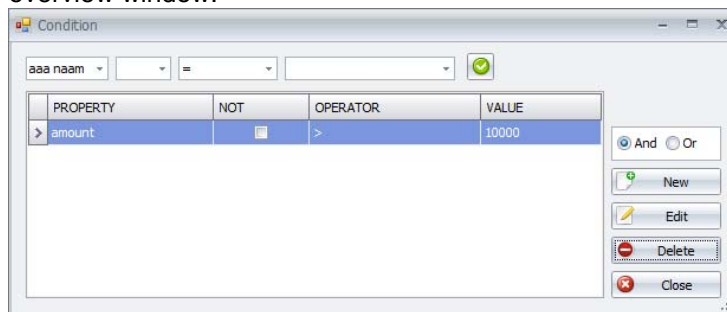 overview window
Condition
aaa naam =
PROPERTY NOT OPERATOR VALUE
amount > 10000
And Or
New
Edit
Delete
Close